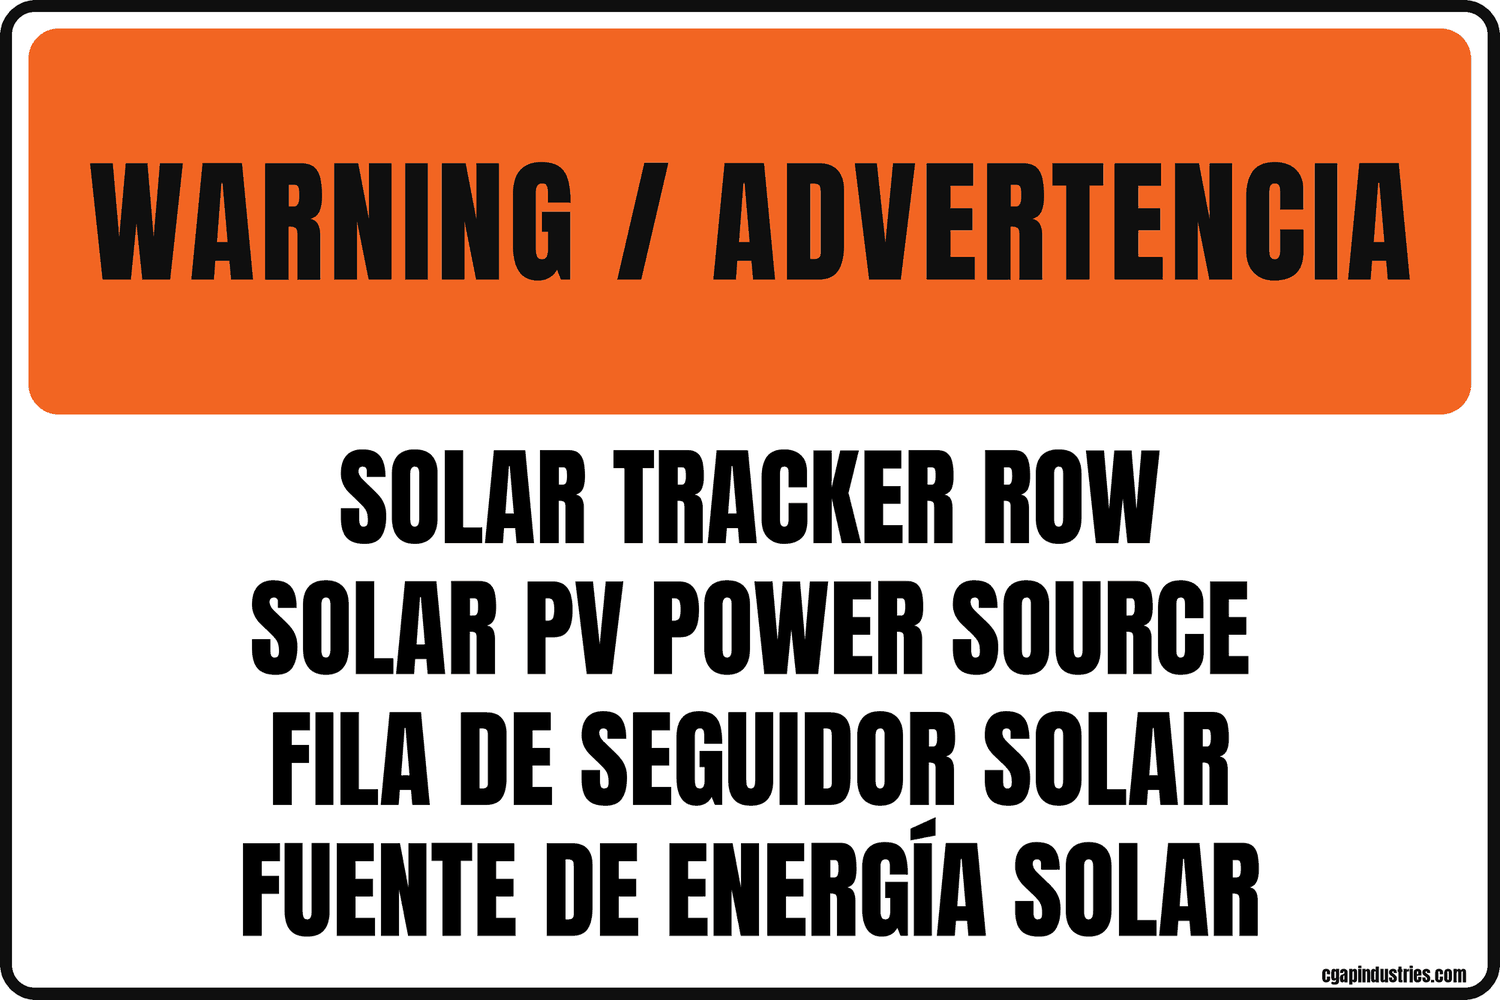 WARNING / ADVERTENCIA
SOLAR TRACKER ROW
SOLAR PV POWER SOURCE
FILA DE SEGUIDOR SOLAR
FUENTE DE ENERGÍA SOLAR
cgapindustries.com